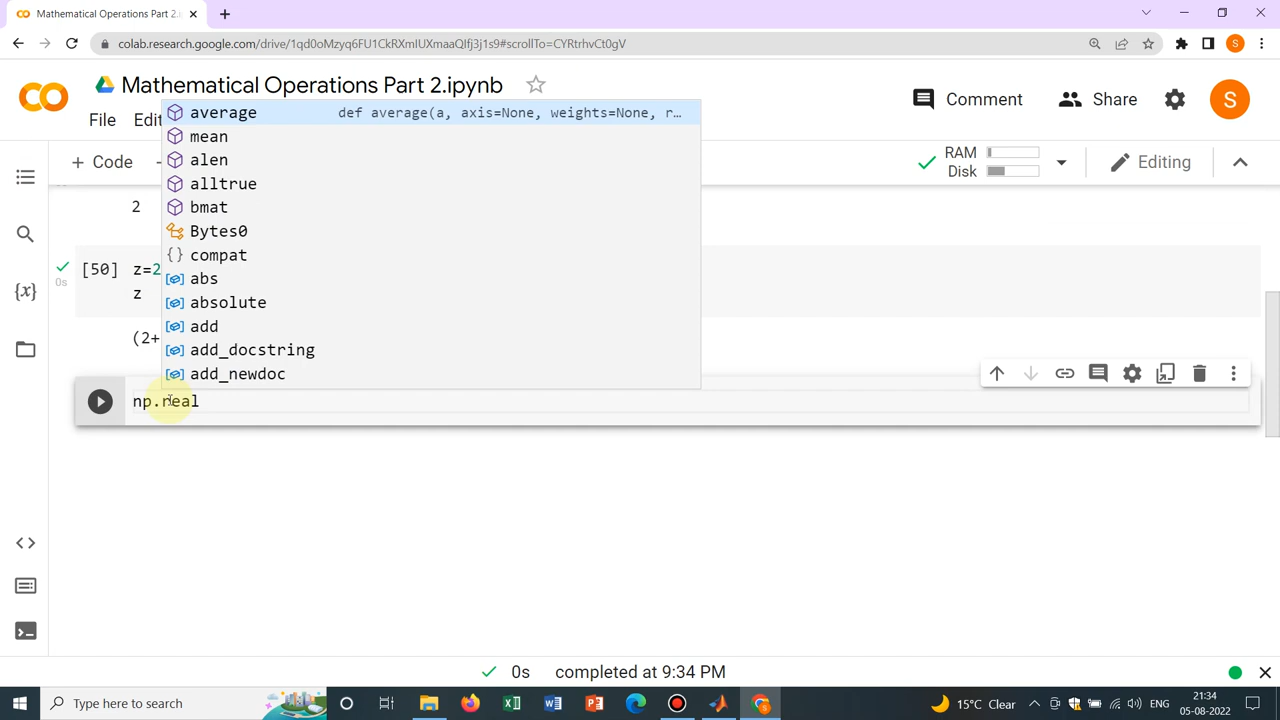 Mathematical Operations Part 2.i
colab.research.google.com/drive/1qd0oMzyq6FU1CkRXmIUXmaaQIfj3j1s9#scrollTo=CYRtrhvCt0gV
S
Mathematical Operations Part 2.ipynb
Comment
Share
S
File
Edi
average def average(a, axis=None, weights=None, r…
mean
alen
alltrue
bmat
Bytes0
compat
abs
absolute
add
add_docstring
add_newdoc
+ Code
RAM
Disk
Editing
2
[50] z=2
0s
z
(2+
{x}
np.real
0s completed at 9:34 PM
Type here to search
15°C Clear
ENG
21:34
05-08-2022